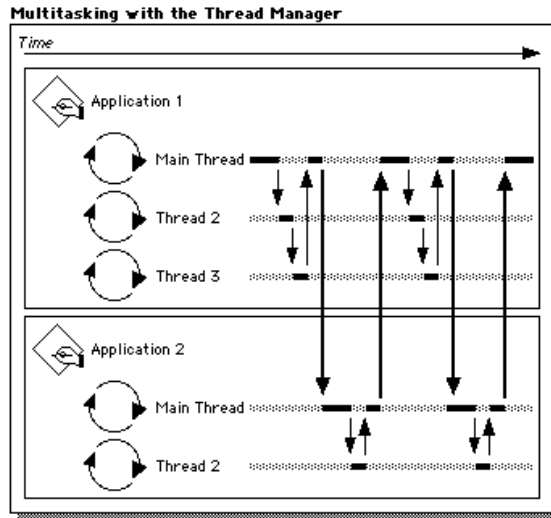 Multitasking with the Thread Manager
Time
Application 1
Main Thread
Thread 2
Thread 3
Application 2
Main Thread
Thread 2